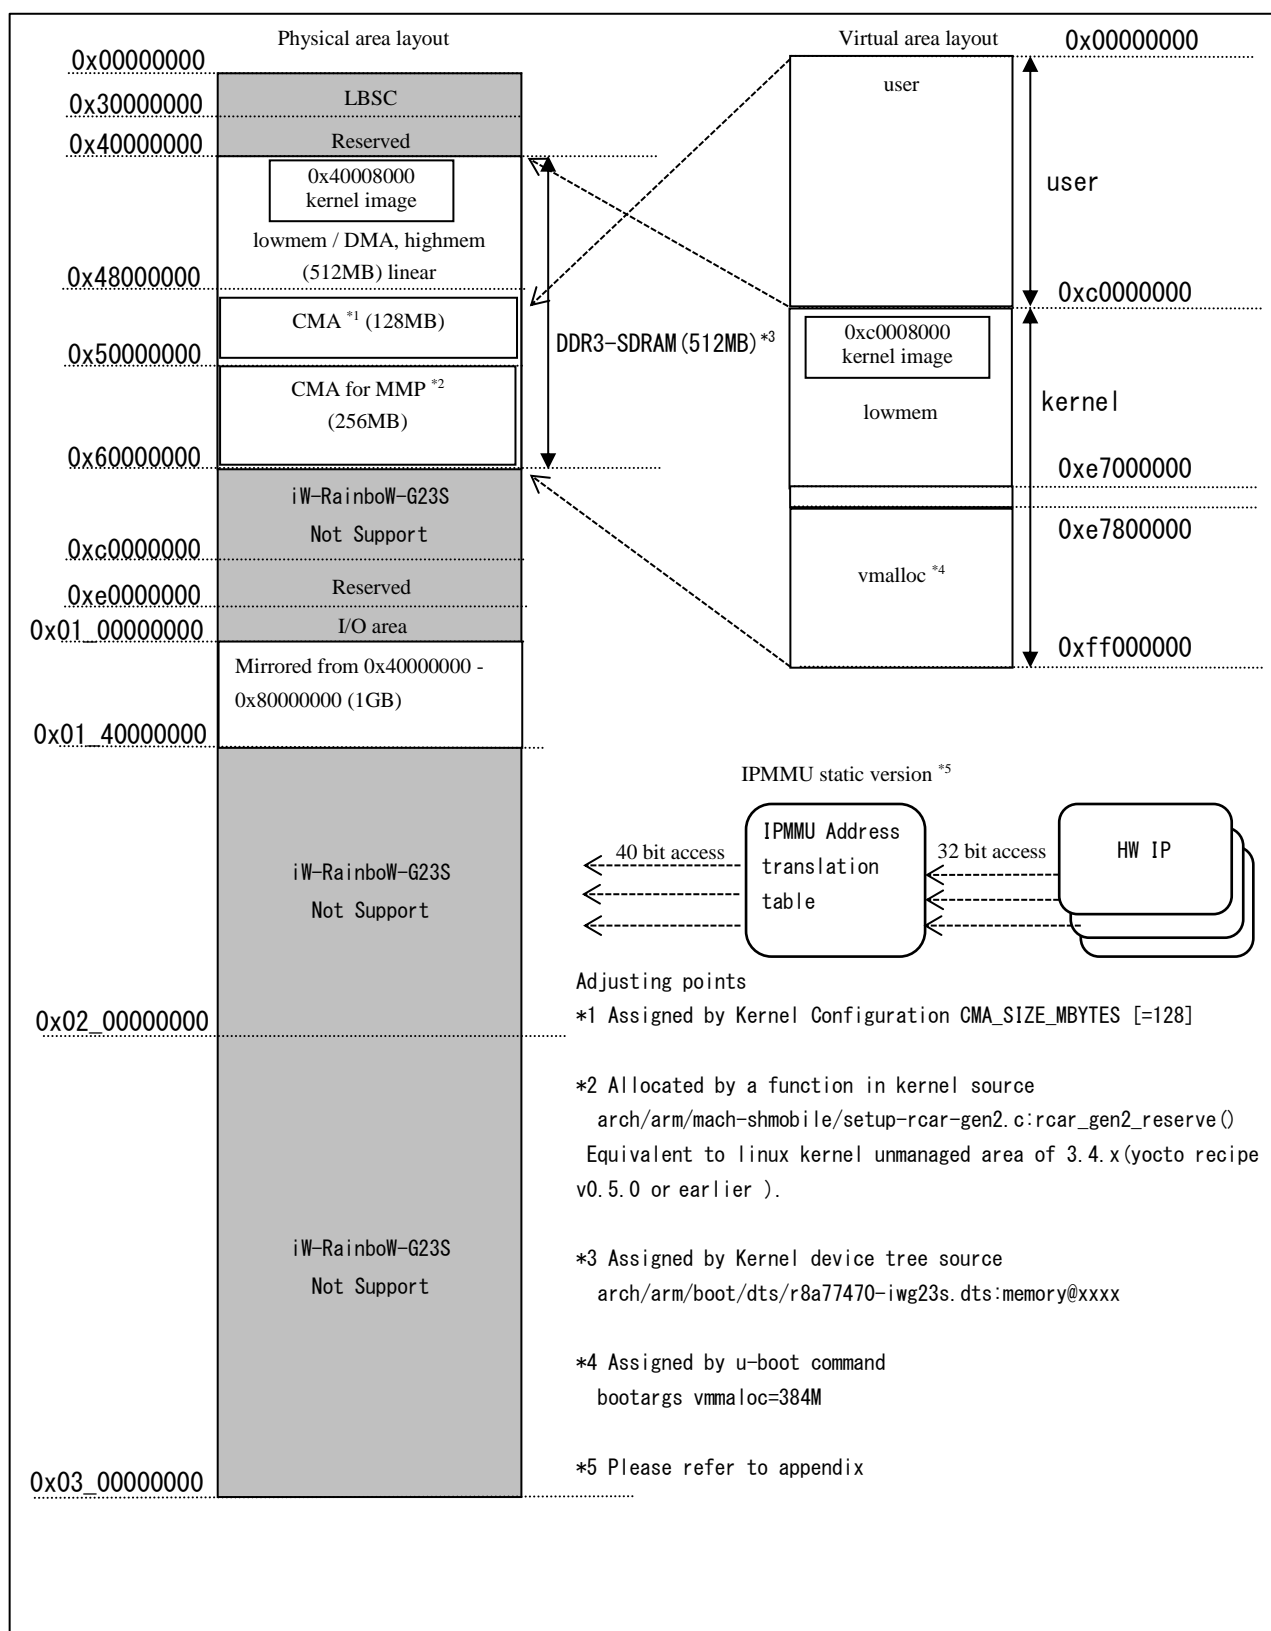 Physical area layout
0x00000000
LBSC
0x30000000
Reserved
0x40000000
0x40008000
kernel image
lowmem / DMA, highmem
(512MB) linear
0x48000000
CMA *1 (128MB)
0x50000000
CMA for MMP *2
(256MB)
0x60000000
DDR3-SDRAM(512MB)*3
iW-RainboW-G23S
Not Support
0xc0000000
Reserved
0xe0000000
I/O area
0x01_00000000
Mirrored from 0x40000000 -
0x80000000 (1GB)
0x01_40000000
iW-RainboW-G23S
Not Support
0x02_00000000
iW-RainboW-G23S
Not Support
0x03_00000000
Virtual area layout
0x00000000
user
user
0xc0000000
0xc0008000
kernel image
lowmem
kernel
0xe7000000
0xe7800000
vmalloc *4
0xff000000
IPMMU static version *5
40 bit access
IPMMU Address
translation
table
32 bit access
HW IP
Adjusting points
*1 Assigned by Kernel Configuration CMA_SIZE_MBYTES [=128]
*2 Allocated by a function in kernel source
arch/arm/mach-shmobile/setup-rcar-gen2.c:rcar_gen2_reserve()
Equivalent to linux kernel unmanaged area of 3.4.x(yocto recipe
v0.5.0 or earlier ).
*3 Assigned by Kernel device tree source
arch/arm/boot/dts/r8a77470-iwg23s.dts:memory@xxxx
*4 Assigned by u-boot command
bootargs vmmaloc=384M
*5 Please refer to appendix